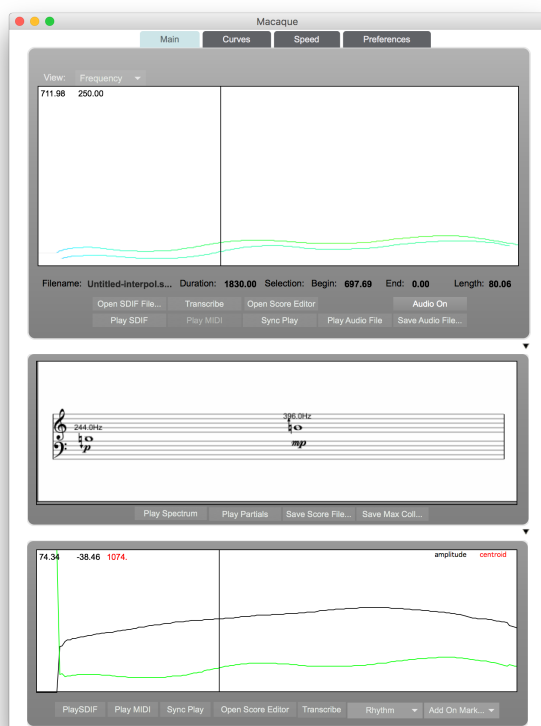 Macaque
Main Curves Speed Preferences
View: Frequency
711.98 250.00
Filename: Untitled-interpol.s... Duration: 1830.00 Selection: Begin: 697.69 End: 0.00 Length: 80.06
Open SDIF File... Transcribe Open Score Editor Audio On
Play SDIF Play MIDI Sync Play Play Audio File Save Audio File...
396.0Hz
244.0Hz
p mp
Play Spectrum Play Partials Save Score File... Save Max Coll...
74.34 -38.46 1074. amplitude centroid
PlaySDIF Play MIDI Sync Play Open Score Editor Transcribe Rhythm Add On Mark...